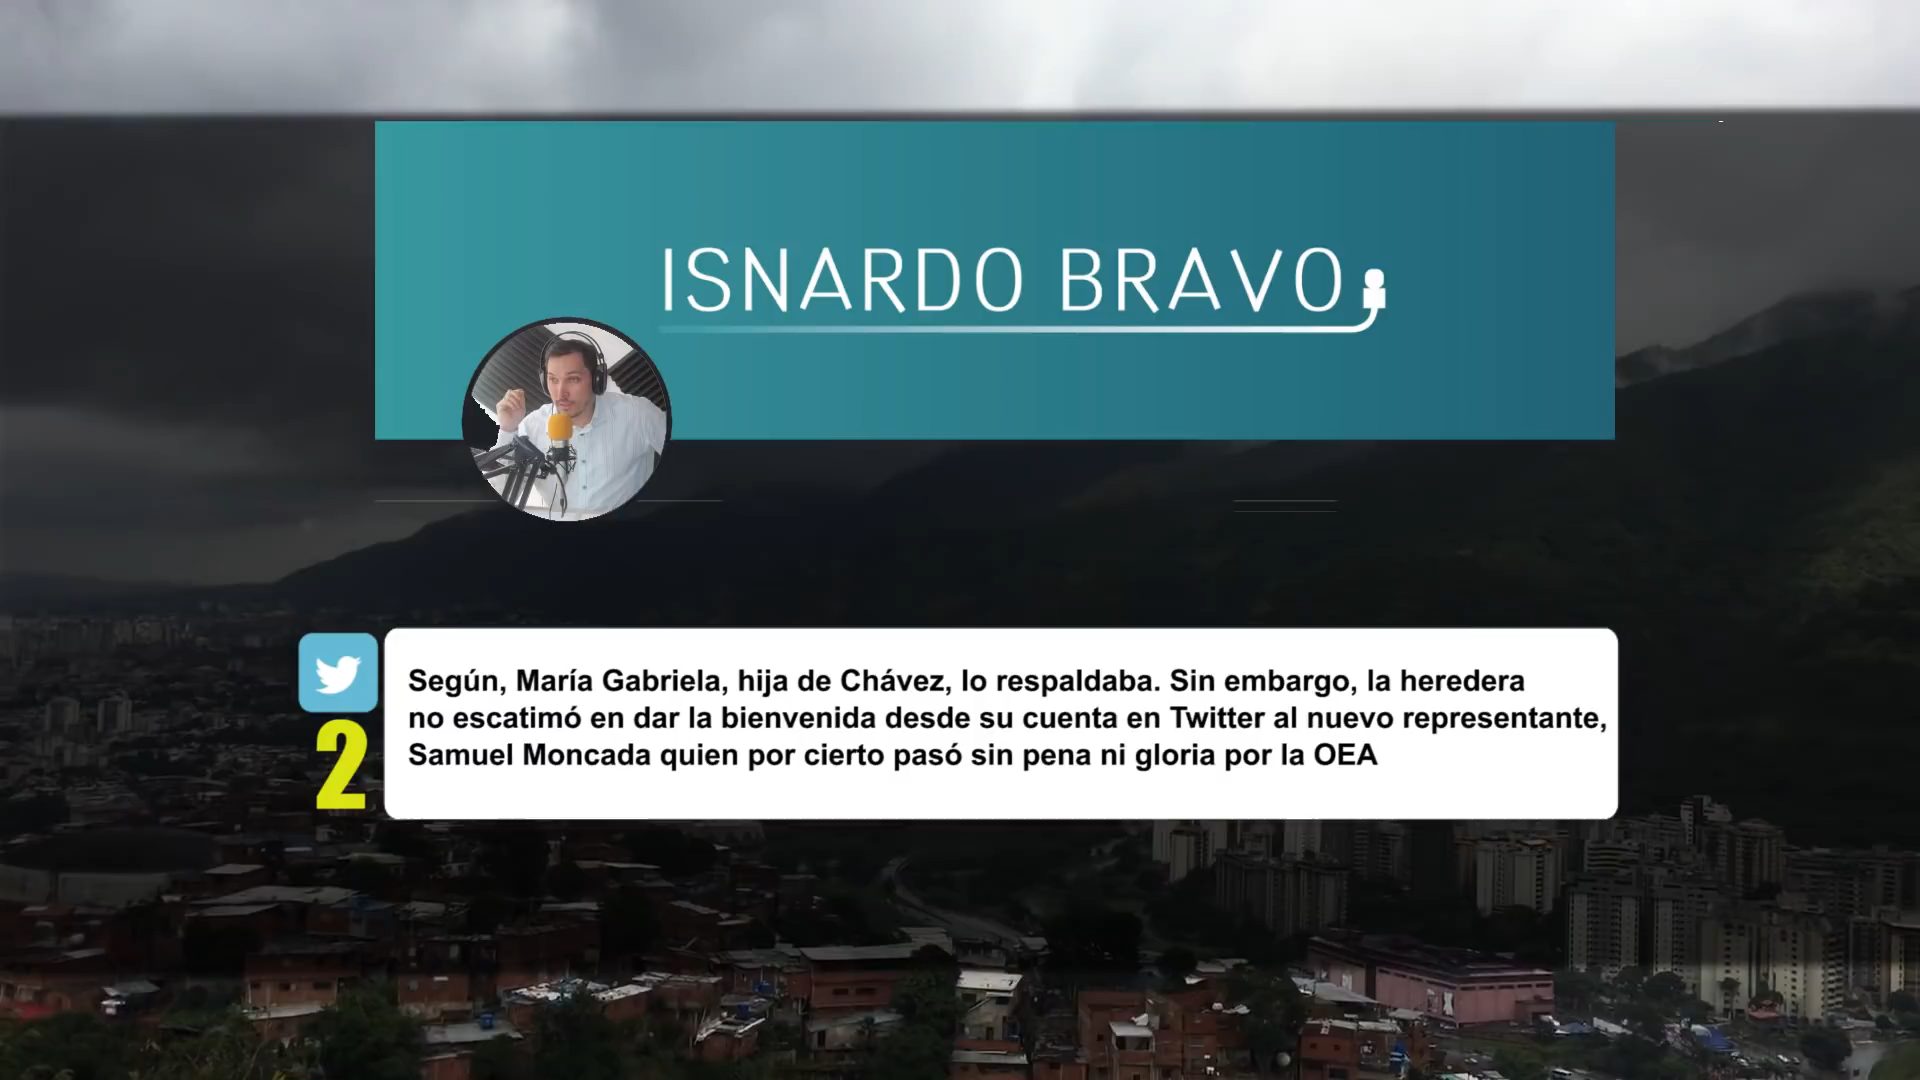 ISNARDO BRAVO
2
Según, María Gabriela, hija de Chávez, lo respaldaba. Sin embargo, la heredera
no escatimó en dar la bienvenida desde su cuenta en Twitter al nuevo representante,
Samuel Moncada quien por cierto pasó sin pena ni gloria por la OEA